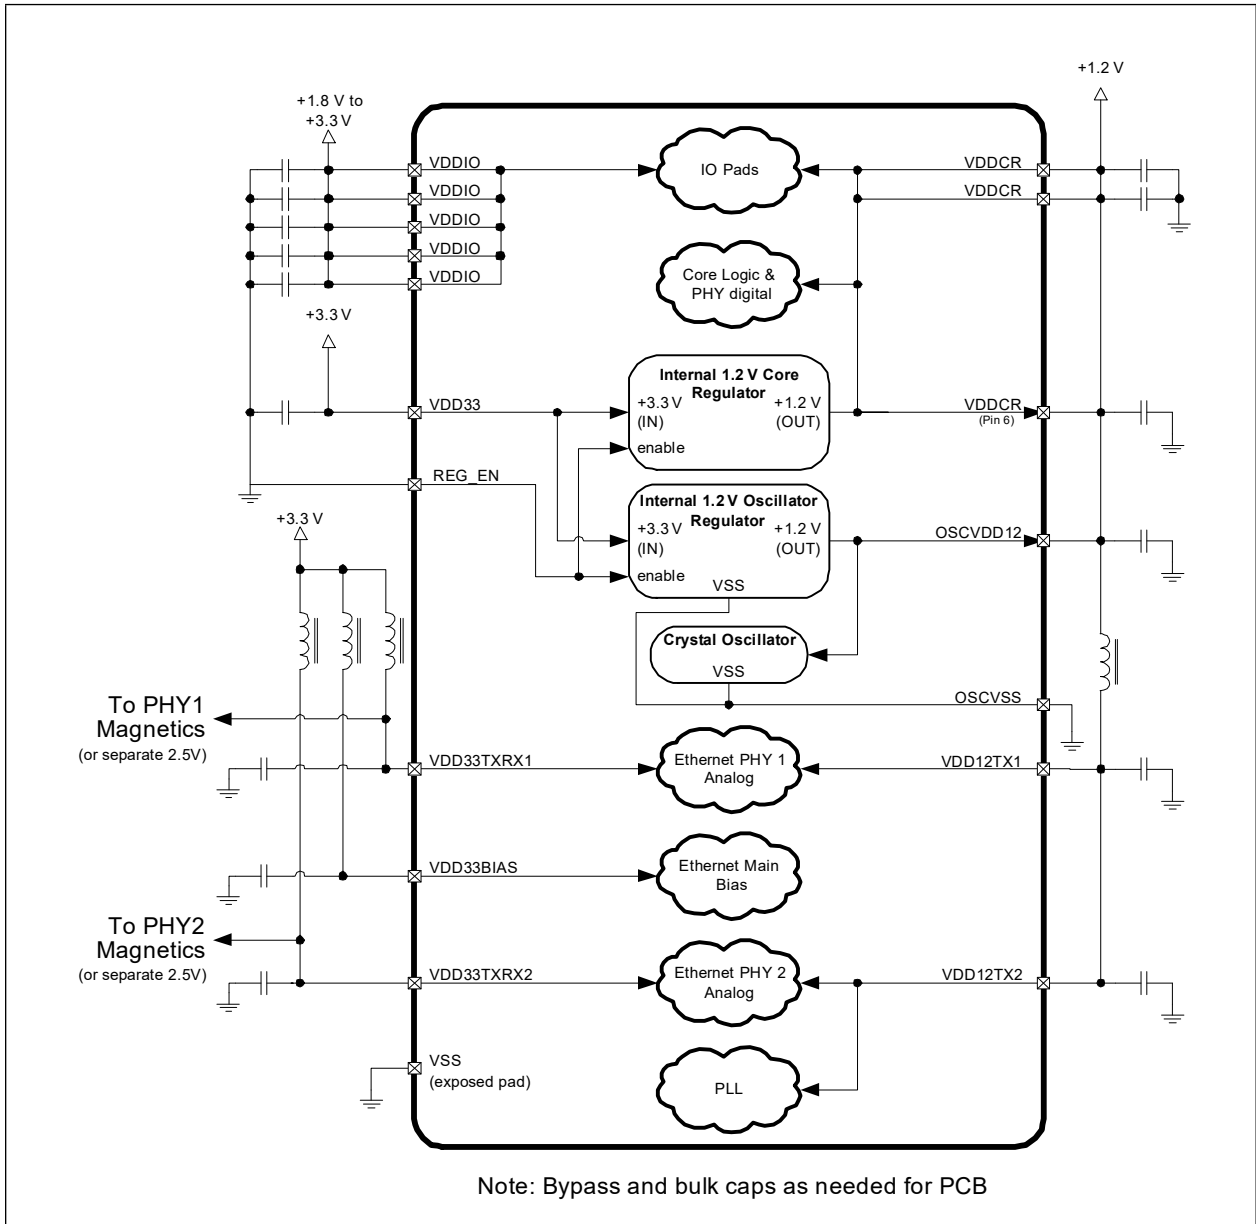 +1.2 V
+1.8 V to
+3.3 V
VDDIO
IO Pads
VDDCR
VDDIO
VDDCR
VDDIO
VDDIO
VDDIO
Core Logic &
PHY digital
+3.3 V
Internal 1.2 V Core
Regulator
VDD33
+3.3 V
(IN)
+1.2 V
(OUT)
enable
VDDCR
(Pin 6)
REG_EN
Internal 1.2 V Oscillator
Regulator
+3.3 V
(IN)
+1.2 V
(OUT)
enable
VSS
OSCVDD12
+3.3 V
Crystal Oscillator
VSS
OSCVSS
To PHY1
Magnetics
(or separate 2.5V)
VDD33TXRX1
Ethernet PHY 1
Analog
VDD12TX1
VDD33BIAS
Ethernet Main
Bias
To PHY2
Magnetics
(or separate 2.5V)
VDD33TXRX2
Ethernet PHY 2
Analog
VDD12TX2
VSS
(exposed pad)
PLL
Note: Bypass and bulk caps as needed for PCB